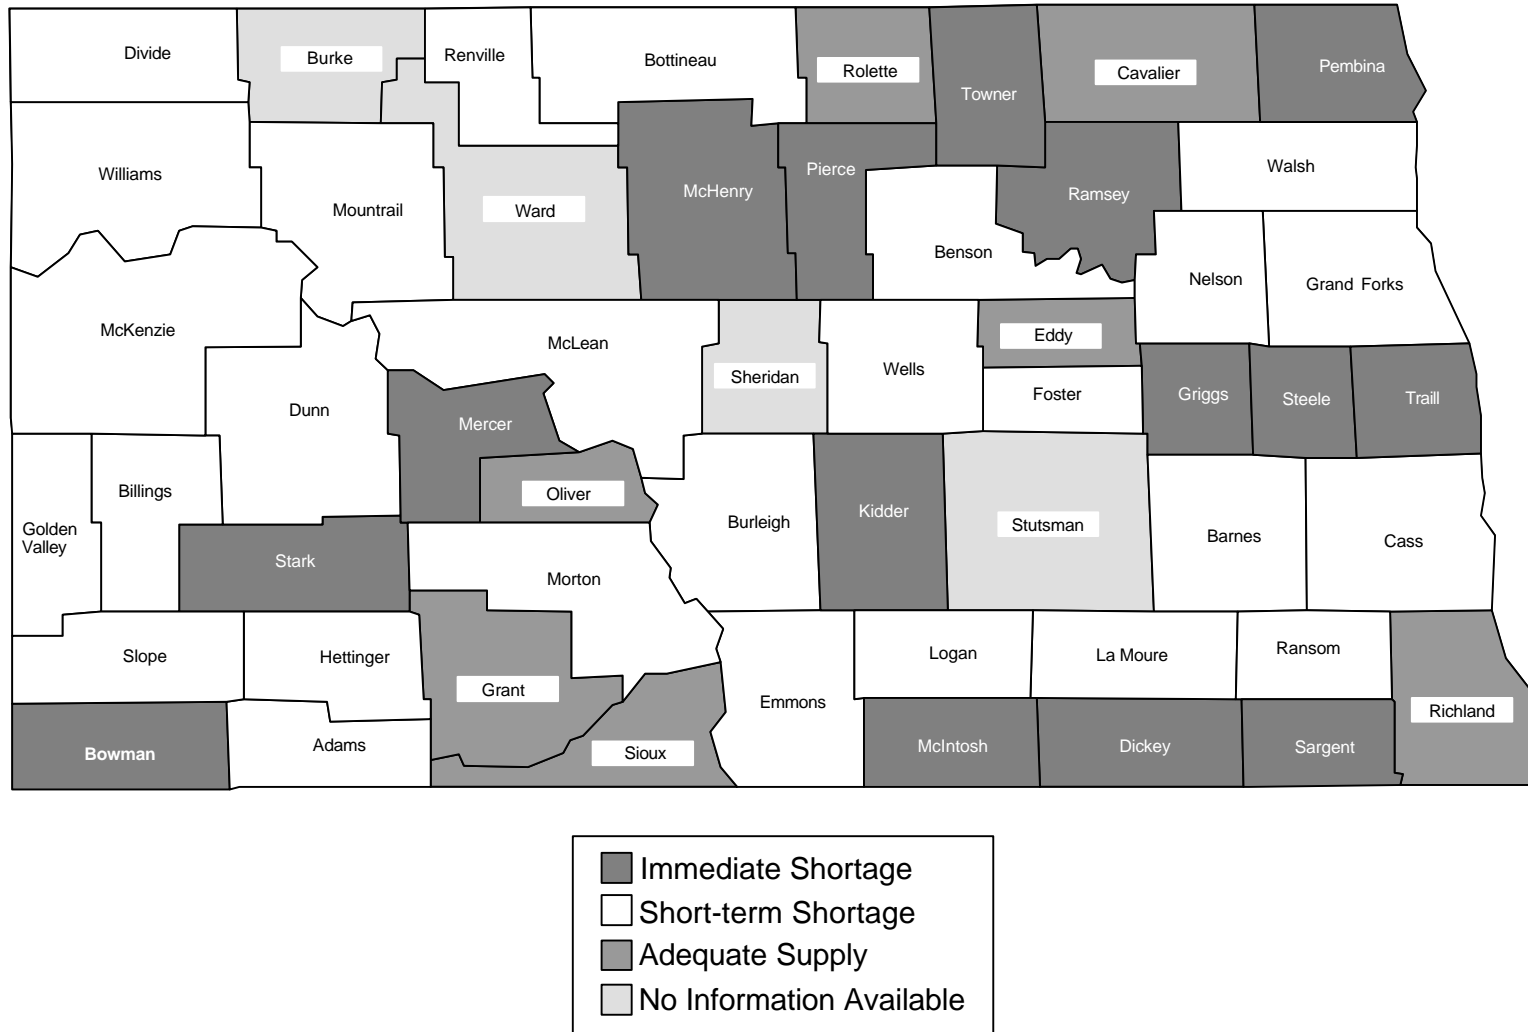 Divide
Burke
Renville
Bottineau
Rolette
Towner
Cavalier
Pembina
Williams
Mountrail
Ward
McHenry
Pierce
Benson
Ramsey
Walsh
Nelson
Grand Forks
McKenzie
Dunn
McLean
Sheridan
Wells
Eddy
Foster
Griggs
Steele
Traill
Mercer
Oliver
Billings
Golden
Valley
Stark
Morton
Burleigh
Kidder
Stutsman
Barnes
Cass
Slope
Hettinger
Grant
Sioux
Emmons
Logan
La Moure
Ransom
Richland
Bowman
Adams
McIntosh
Dickey
Sargent
Immediate Shortage
Short-term Shortage
Adequate Supply
No Information Available